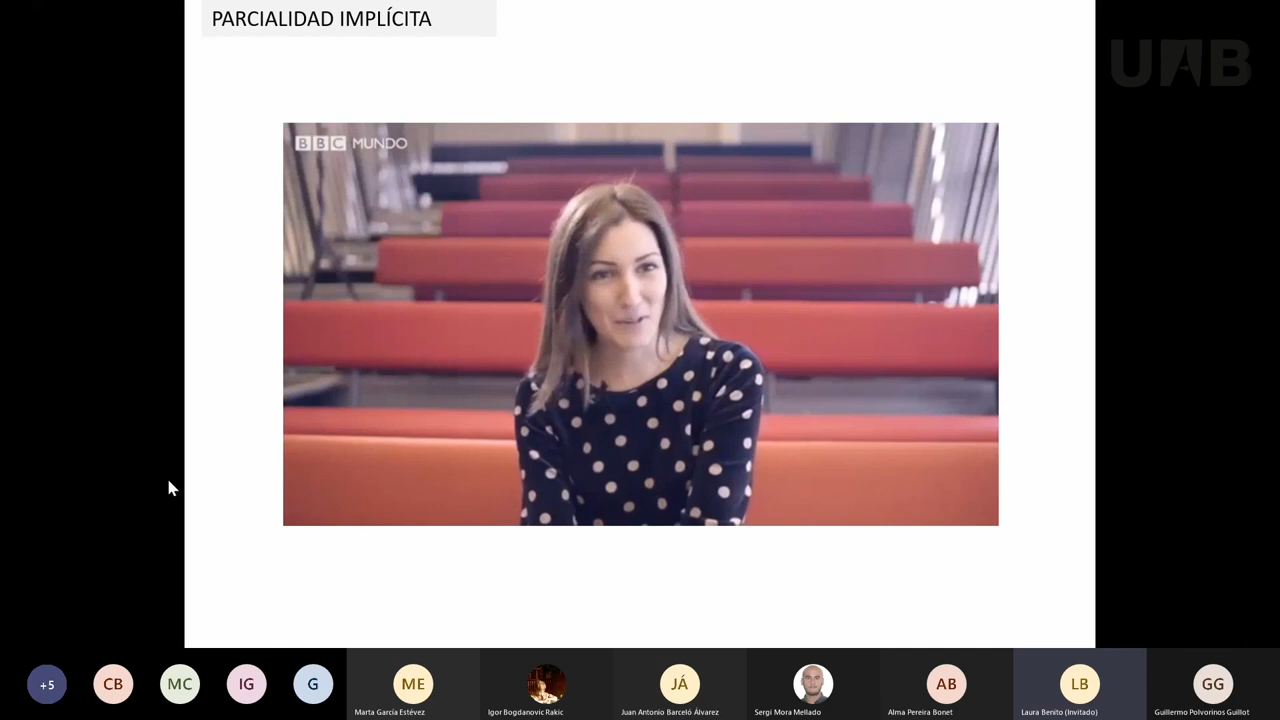 PARCIALIDAD IMPLÍCITA
UAB
BBC MUNDO
+5
CB
MC
IG
G
ME
JÁ
AB
LB
GG
Marta García Estévez
Igor Bogdanovic Rakic
Juan Antonio Barceló Álvarez
Sergi Mora Mellado
Alma Pereira Bonet
Laura Benito (Invitado)
Guillermo Polvorinos Guillot